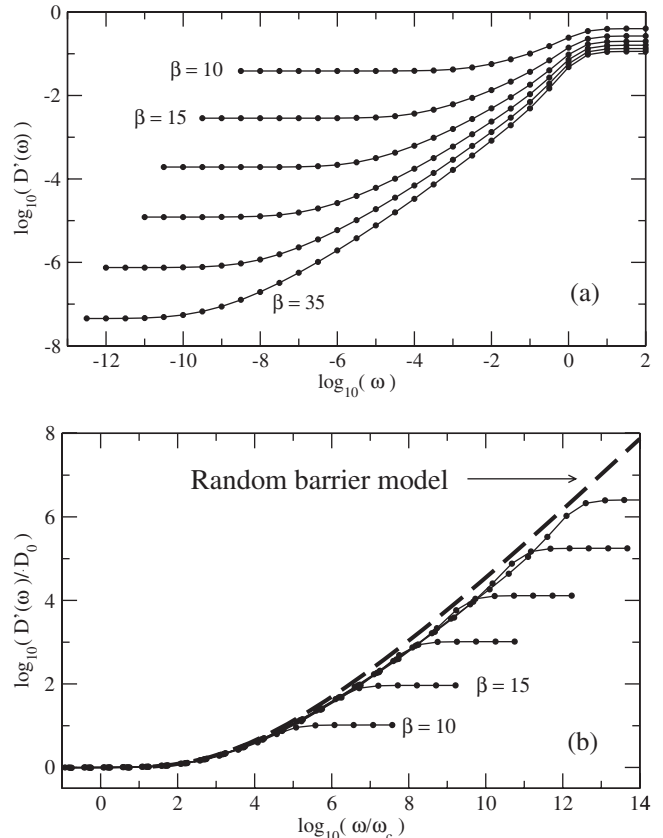 0
β = 10
-2
β = 15
-4
log10( D'(ω) )
-6
β = 35
(a)
-8
-12 -10 -8 -6 -4 -2 0 2
log10( ω )
8
Random barrier model
6
log10( D'(ω)/·D0)
4
2
β = 15
β = 10
(b)
0
0 2 4 6 8 10 12 14
log10( ω/ωc)